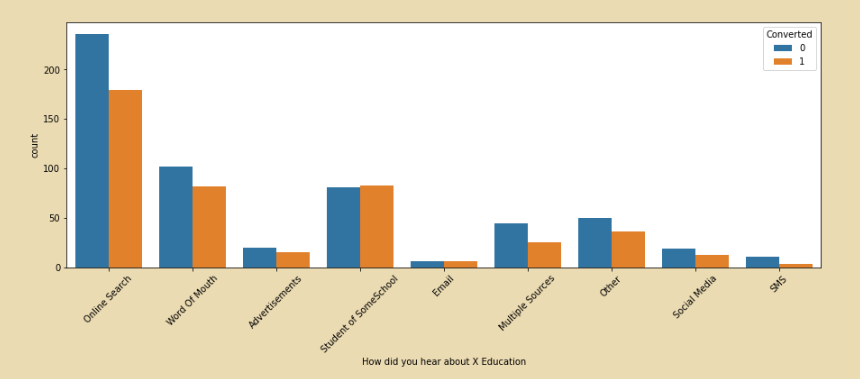 Converted
0
1
200
150
100
50
0
count
Online Search
Word Of Mouth
Advertisements
Student of SomeSchool
Email
Multiple Sources
Other
Social Media
SMS
How did you hear about X Education